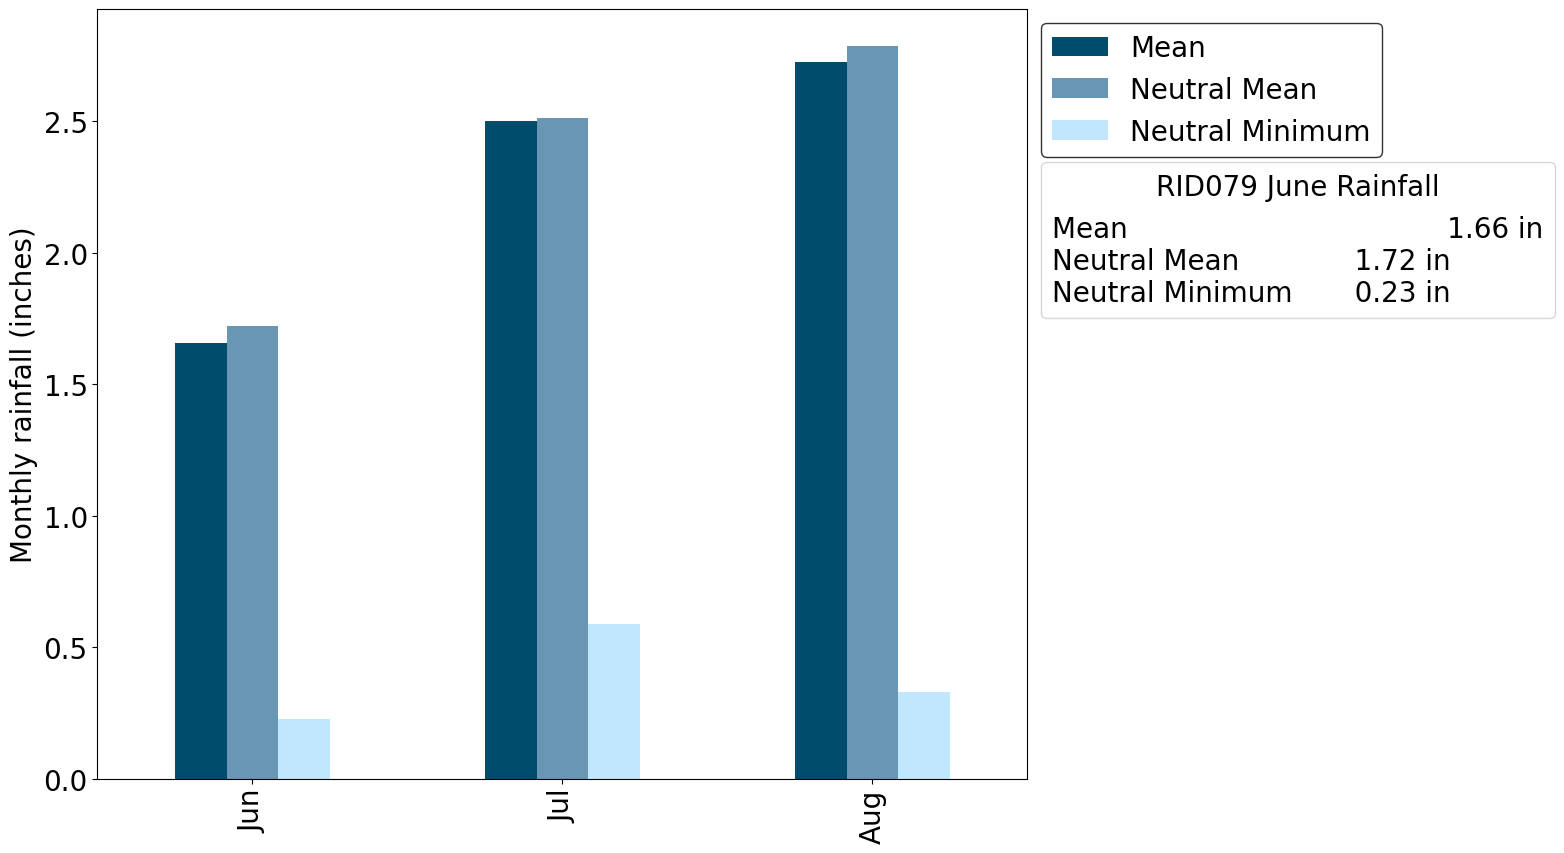 Monthly rainfall (inches)
2.5
2.0
1.5
1.0
0.5
0.0
Jun
Jul
Aug
Mean
Neutral Mean
Neutral Minimum
RID079 June Rainfall
Mean 1.66 in
Neutral Mean 1.72 in
Neutral Minimum 0.23 in